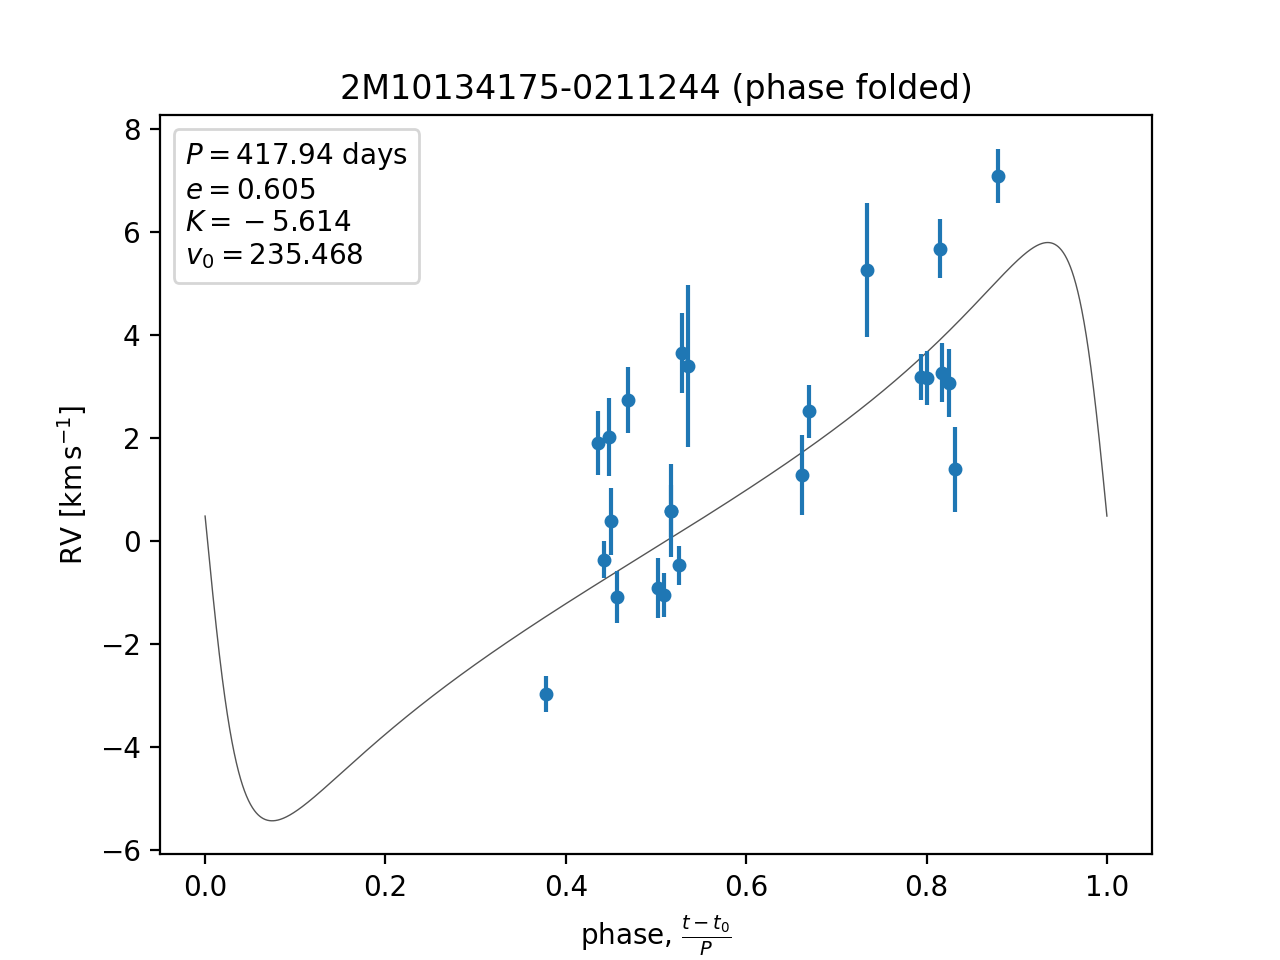 2M10134175-0211244 (phase folded)
P = 417.94 days
e = 0.605
K = −5.614
v₀ = 235.468
8
6
4
2
0
−2
−4
−6
RV [km s⁻¹]
0.0 0.2 0.4 0.6 0.8 1.0
phase, (t − t₀)/P